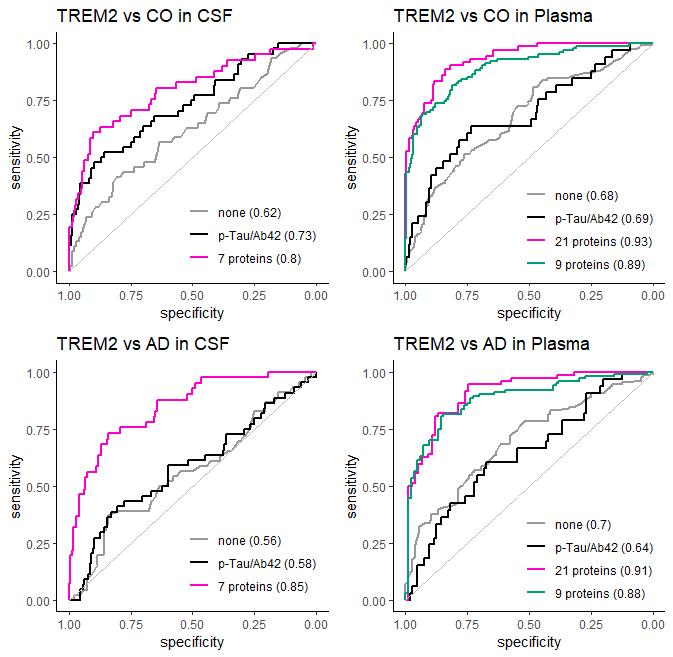 TREM2 vs CO in CSF
sensitivity
1.00
0.75
0.50
0.25
0.00
none (0.62)
p-Tau/Ab42 (0.73)
7 proteins (0.8)
1.00 0.75 0.50 0.25 0.00
specificity
TREM2 vs CO in Plasma
sensitivity
1.00
0.75
0.50
0.25
0.00
none (0.68)
p-Tau/Ab42 (0.69)
21 proteins (0.93)
9 proteins (0.89)
1.00 0.75 0.50 0.25 0.00
specificity
TREM2 vs AD in CSF
sensitivity
1.00
0.75
0.50
0.25
0.00
none (0.56)
p-Tau/Ab42 (0.58)
7 proteins (0.85)
1.00 0.75 0.50 0.25 0.00
specificity
TREM2 vs AD in Plasma
sensitivity
1.00
0.75
0.50
0.25
0.00
none (0.7)
p-Tau/Ab42 (0.64)
21 proteins (0.91)
9 proteins (0.88)
1.00 0.75 0.50 0.25 0.00
specificity